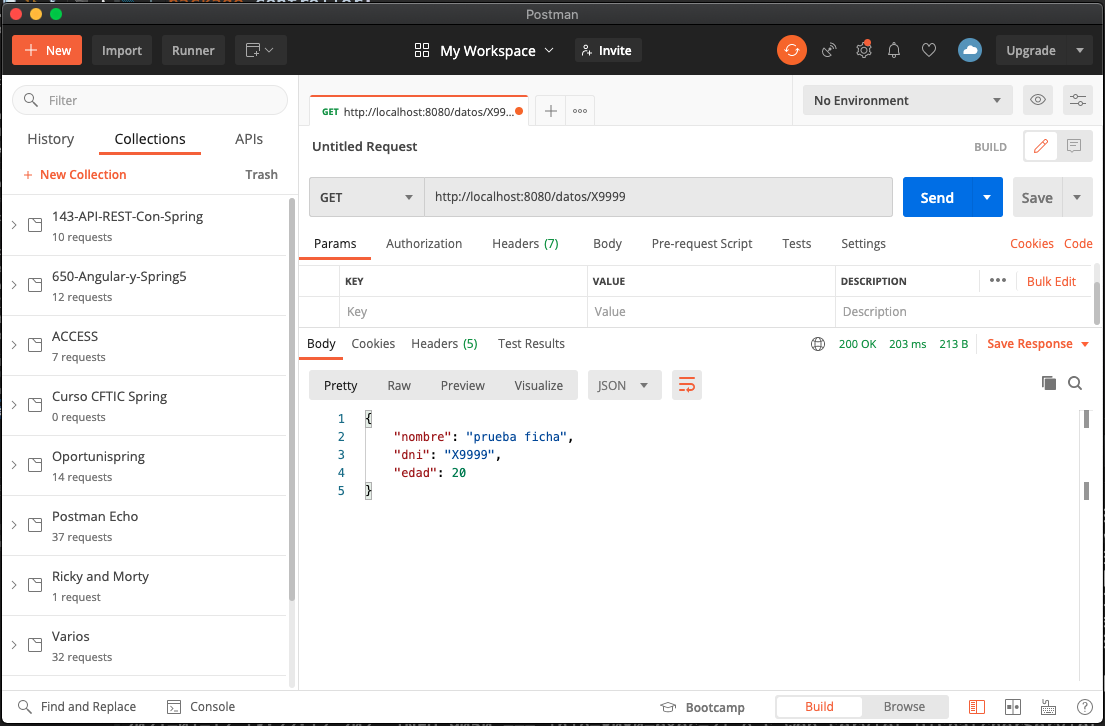 Postman
New
Import
Runner
My Workspace
Invite
Upgrade
Filter
History
Collections
APIs
New Collection
Trash
143-API-REST-Con-Spring
10 requests
650-Angular-y-Spring5
12 requests
ACCESS
7 requests
Curso CFTIC Spring
0 requests
Oportunispring
14 requests
Postman Echo
37 requests
Ricky and Morty
1 request
Varios
32 requests
GET http://localhost:8080/datos/X99...
No Environment
Untitled Request
BUILD
GET
http://localhost:8080/datos/X9999
Send
Save
Params Authorization Headers (7) Body Pre-request Script Tests Settings
Cookies Code
KEY VALUE DESCRIPTION
Bulk Edit
Key Value Description
Body Cookies Headers (5) Test Results
200 OK 203 ms 213 B Save Response
Pretty Raw Preview Visualize JSON
1 {
2 "nombre": "prueba ficha",
3 "dni": "X9999",
4 "edad": 20
5 }
Find and Replace
Console
Bootcamp
Build
Browse